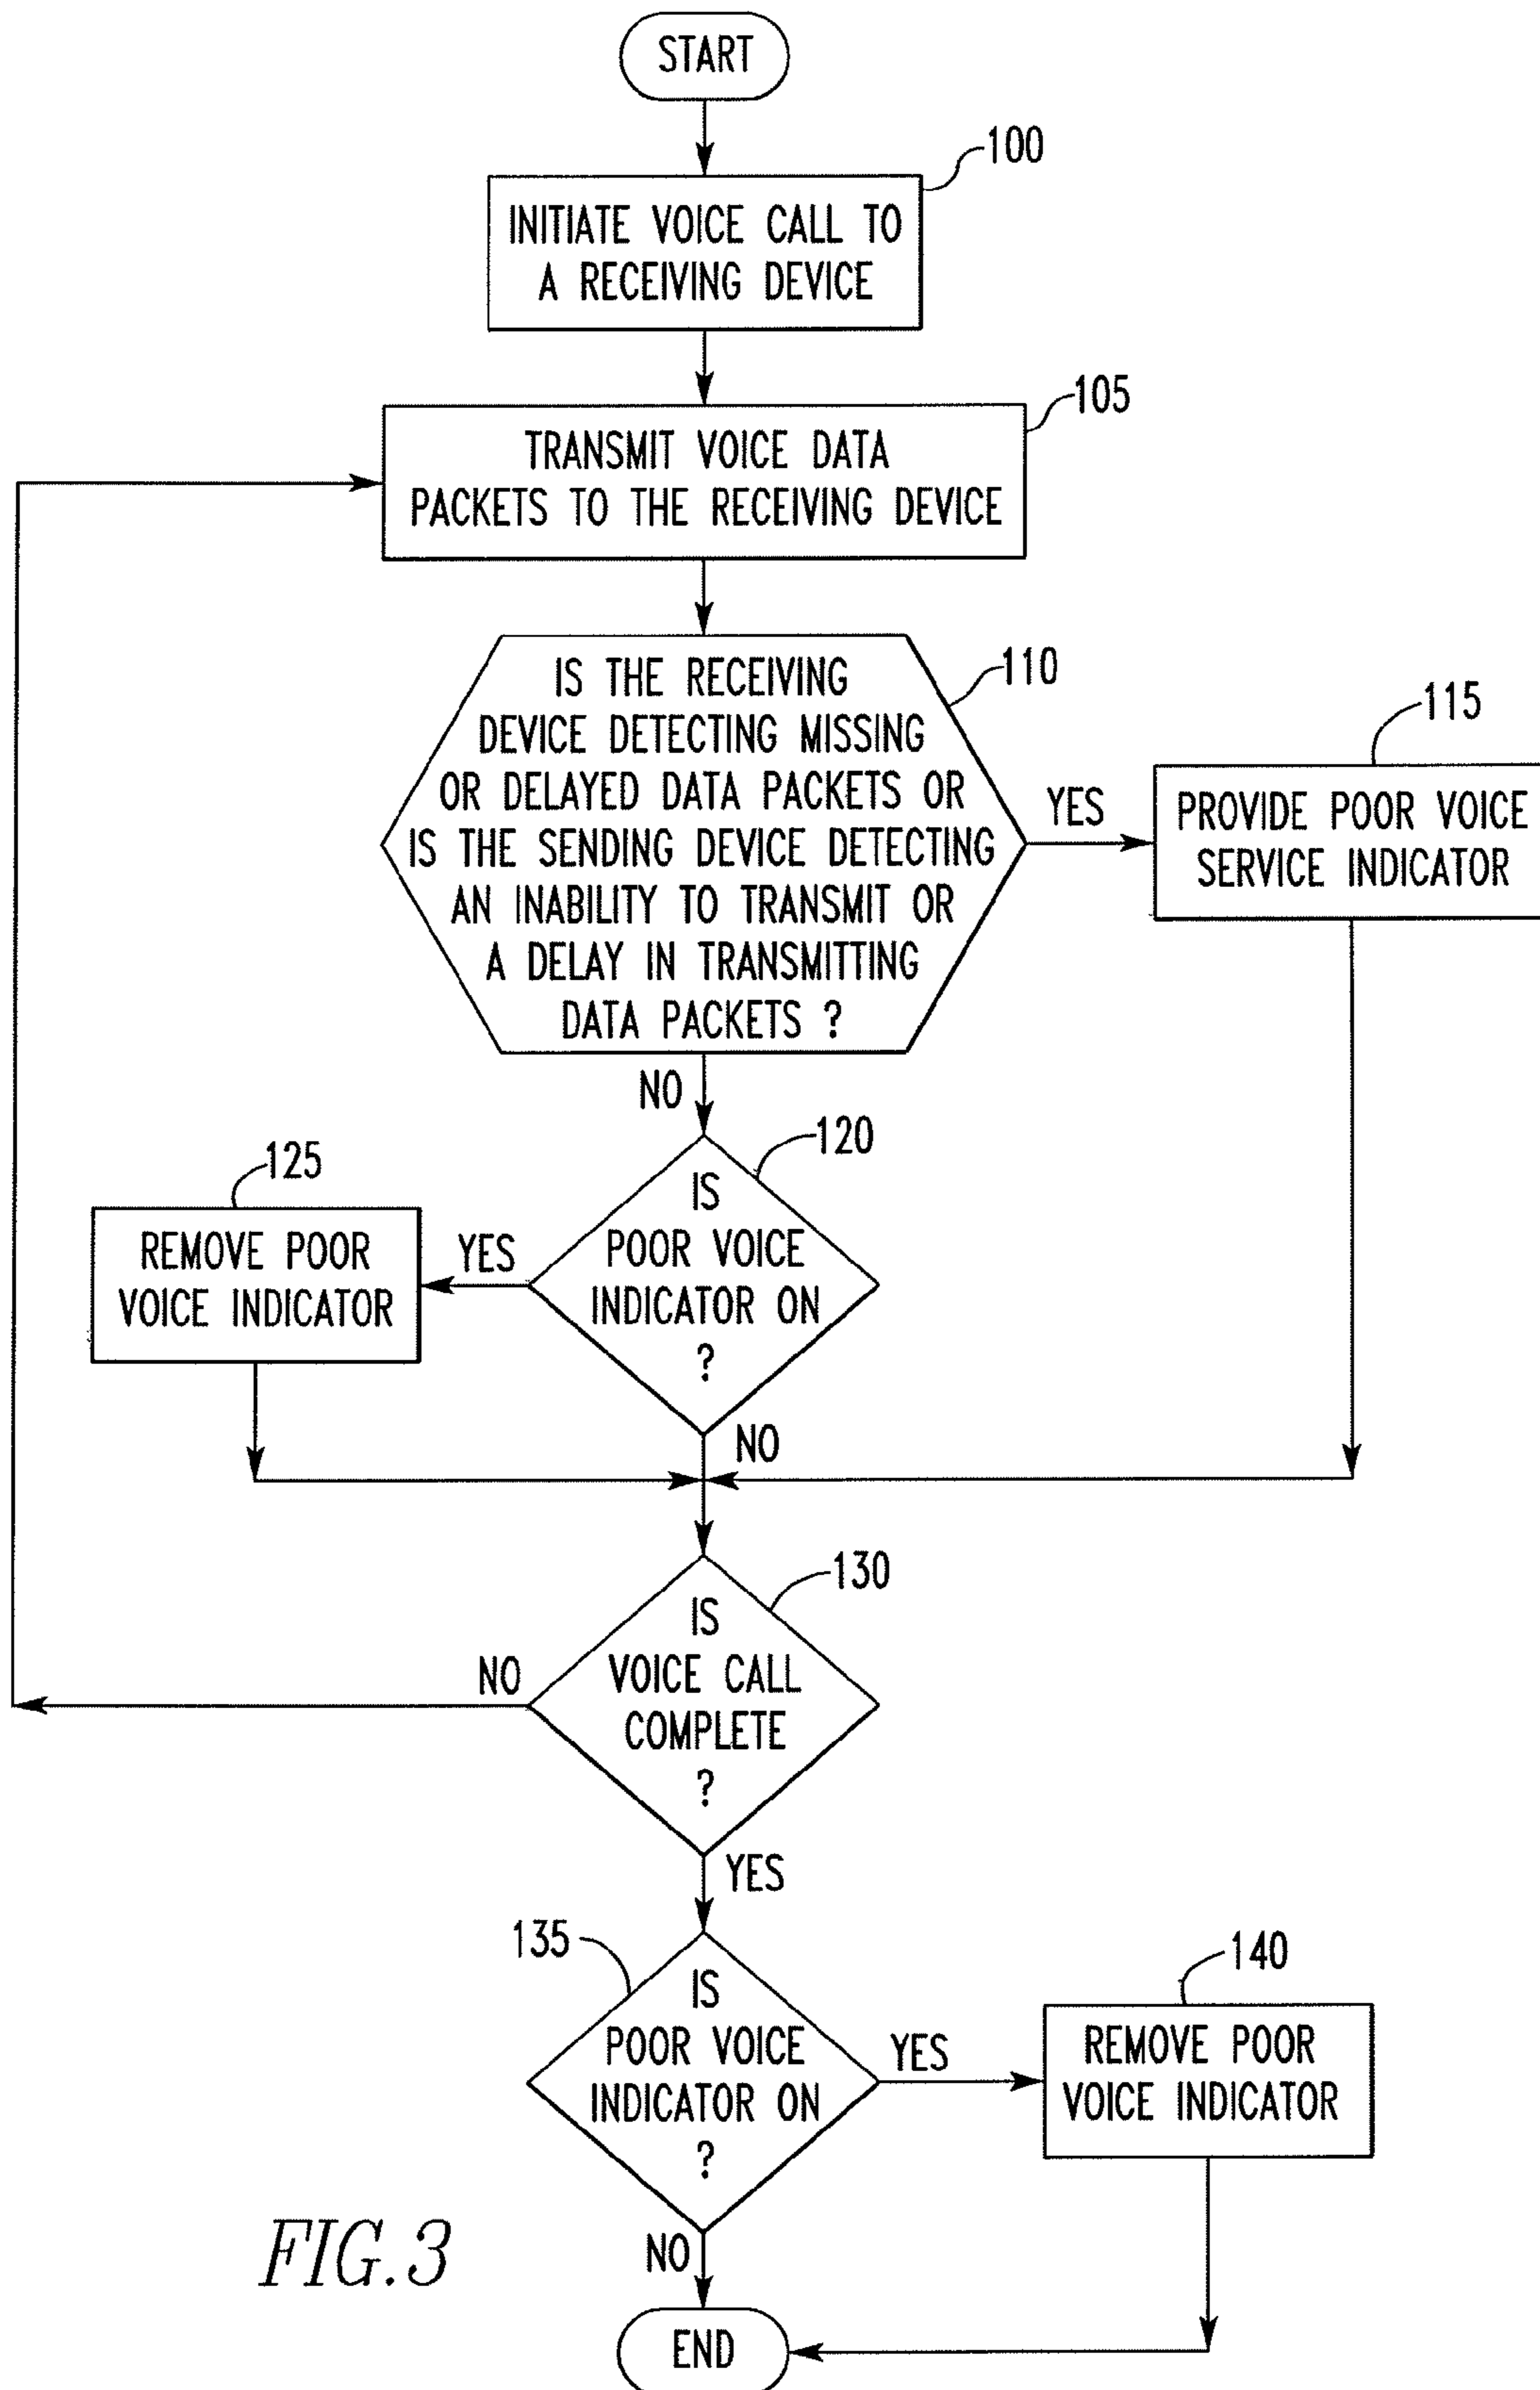 START
100
INITIATE VOICE CALL TO
A RECEIVING DEVICE
105
TRANSMIT VOICE DATA
PACKETS TO THE RECEIVING DEVICE
110
IS THE RECEIVING
DEVICE DETECTING MISSING
OR DELAYED DATA PACKETS OR
IS THE SENDING DEVICE DETECTING
AN INABILITY TO TRANSMIT OR
A DELAY IN TRANSMITTING
DATA PACKETS ?
YES
115
PROVIDE POOR VOICE
SERVICE INDICATOR
NO
120
IS
POOR VOICE
INDICATOR ON
?
YES
125
REMOVE POOR
VOICE INDICATOR
NO
130
IS
VOICE CALL
COMPLETE
?
NO
YES
135
IS
POOR VOICE
INDICATOR ON
?
YES
140
REMOVE POOR
VOICE INDICATOR
NO
END
FIG.3